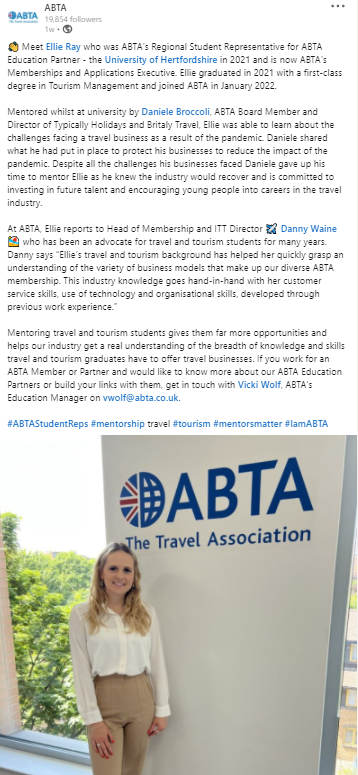 ABTA
19,854 followers
1w •
ABTA
The Travel Association
👏 Meet Ellie Ray who was ABTA's Regional Student Representative for ABTA
Education Partner - the University of Hertfordshire in 2021 and is now ABTA's
Memberships and Applications Executive. Ellie graduated in 2021 with a first-class
degree in Tourism Management and joined ABTA in January 2022.
Mentored whilst at university by Daniele Broccoli, ABTA Board Member and
Director of Typically Holidays and Britaly Travel, Ellie was able to learn about the
challenges facing a travel business as a result of the pandemic. Daniele shared
what he had put in place to protect his businesses to reduce the impact of the
pandemic. Despite all the challenges his businesses faced Daniele gave up his
time to mentor Ellie as he knew the industry would recover and is committed to
investing in future talent and encouraging young people into careers in the travel
industry.
At ABTA, Ellie reports to Head of Membership and ITT Director Danny Waine
who has been an advocate for travel and tourism students for many years.
Danny says "Ellie's travel and tourism background has helped her quickly grasp an
understanding of the variety of business models that make up our diverse ABTA
membership. This industry knowledge goes hand-in-hand with her customer
service skills, use of technology and organisational skills, developed through
previous work experience."
Mentoring travel and tourism students gives them far more opportunities and
helps our industry get a real understanding of the breadth of knowledge and skills
travel and tourism graduates have to offer travel businesses. If you work for an
ABTA Member or Partner and would like to know more about our ABTA Education
Partners or build your links with them, get in touch with Vicki Wolf, ABTA's
Education Manager on vwolf@abta.co.uk.
#ABTAStudentReps #mentorship travel #tourism #mentorsmatter #IamABTA
ABTA
The Travel Association